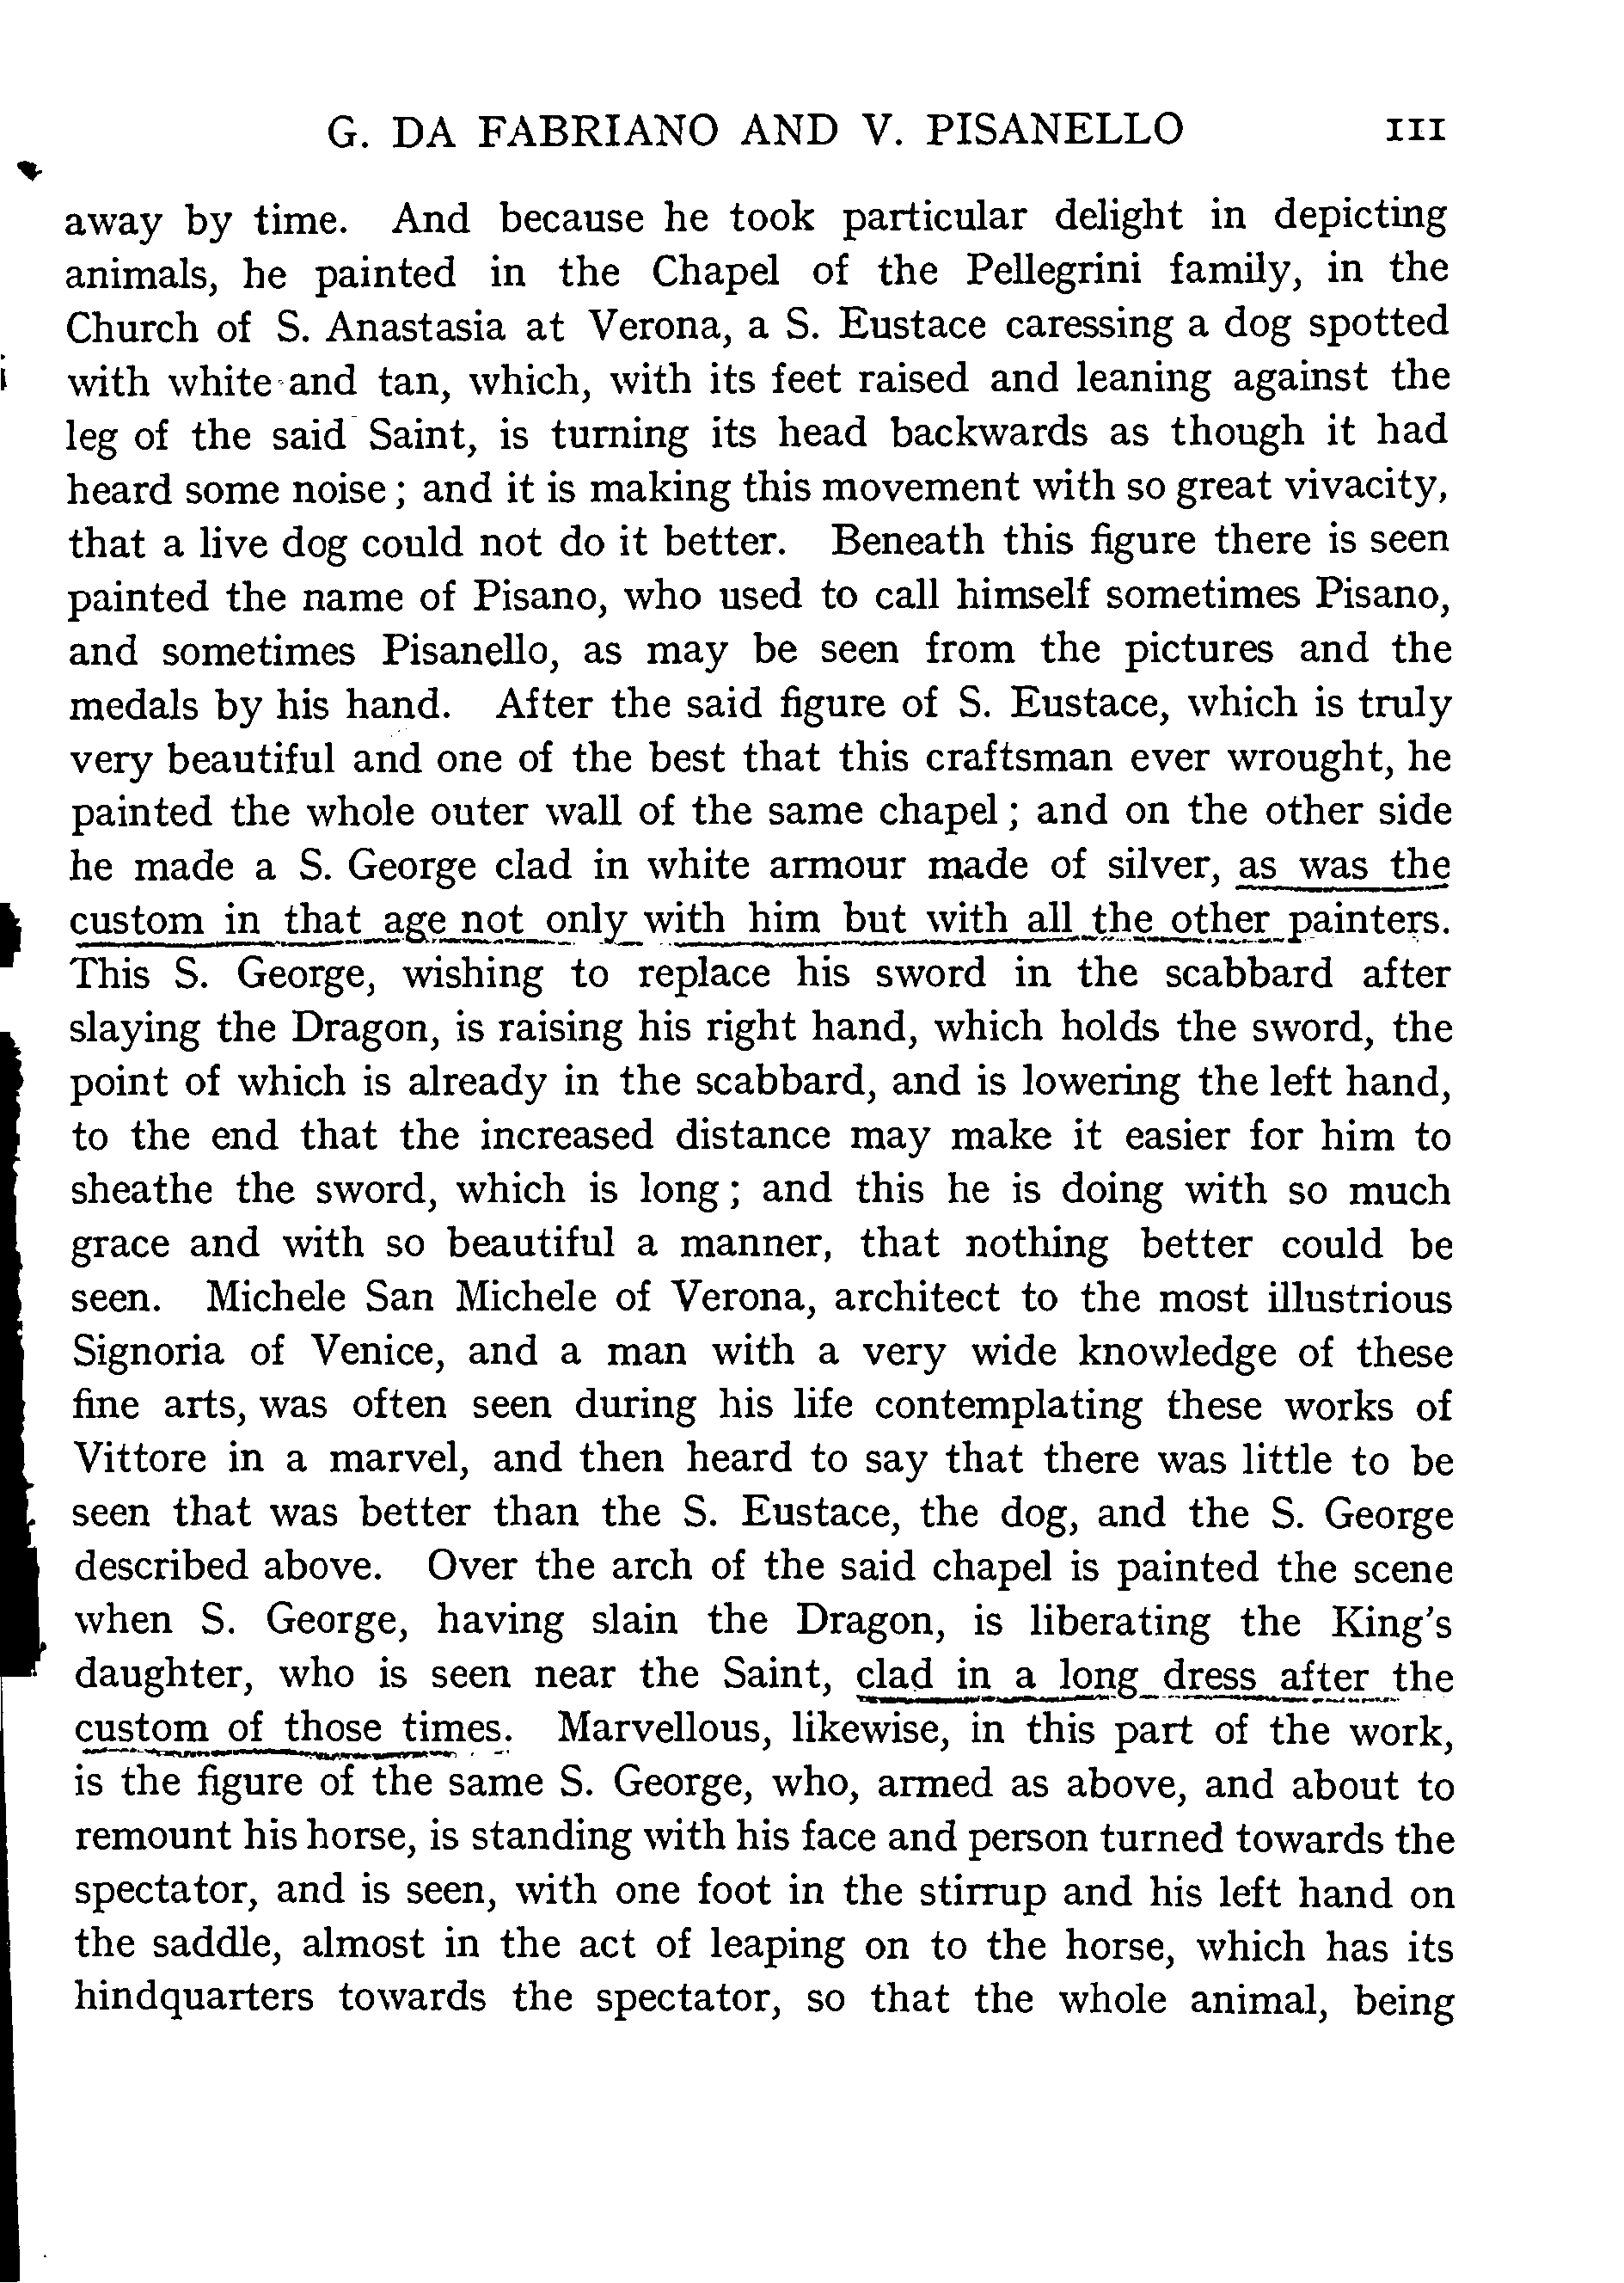 G. DA FABRIANO AND V. PISANELLO 111
away by time. And because he took particular delight in depicting
animals, he painted in the Chapel of the Pellegrini family, in the
Church of S. Anastasia at Verona, a S. Eustace caressing a dog spotted
with white and tan, which, with its feet raised and leaning against the
leg of the said Saint, is turning its head backwards as though it had
heard some noise; and it is making this movement with so great vivacity,
that a live dog could not do it better. Beneath this figure there is seen
painted the name of Pisano, who used to call himself sometimes Pisano,
and sometimes Pisanello, as may be seen from the pictures and the
medals by his hand. After the said figure of S. Eustace, which is truly
very beautiful and one of the best that this craftsman ever wrought, he
painted the whole outer wall of the same chapel; and on the other side
he made a S. George clad in white armour made of silver, as was the
custom in that age not only with him but with all the other painters.
This S. George, wishing to replace his sword in the scabbard after
slaying the Dragon, is raising his right hand, which holds the sword, the
point of which is already in the scabbard, and is lowering the left hand,
to the end that the increased distance may make it easier for him to
sheathe the sword, which is long; and this he is doing with so much
grace and with so beautiful a manner, that nothing better could be
seen. Michele San Michele of Verona, architect to the most illustrious
Signoria of Venice, and a man with a very wide knowledge of these
fine arts, was often seen during his life contemplating these works of
Vittore in a marvel, and then heard to say that there was little to be
seen that was better than the S. Eustace, the dog, and the S. George
described above. Over the arch of the said chapel is painted the scene
when S. George, having slain the Dragon, is liberating the King's
daughter, who is seen near the Saint, clad in a long dress after the
custom of those times. Marvellous, likewise, in this part of the work,
is the figure of the same S. George, who, armed as above, and about to
remount his horse, is standing with his face and person turned towards the
spectator, and is seen, with one foot in the stirrup and his left hand on
the saddle, almost in the act of leaping on to the horse, which has its
hindquarters towards the spectator, so that the whole animal, being